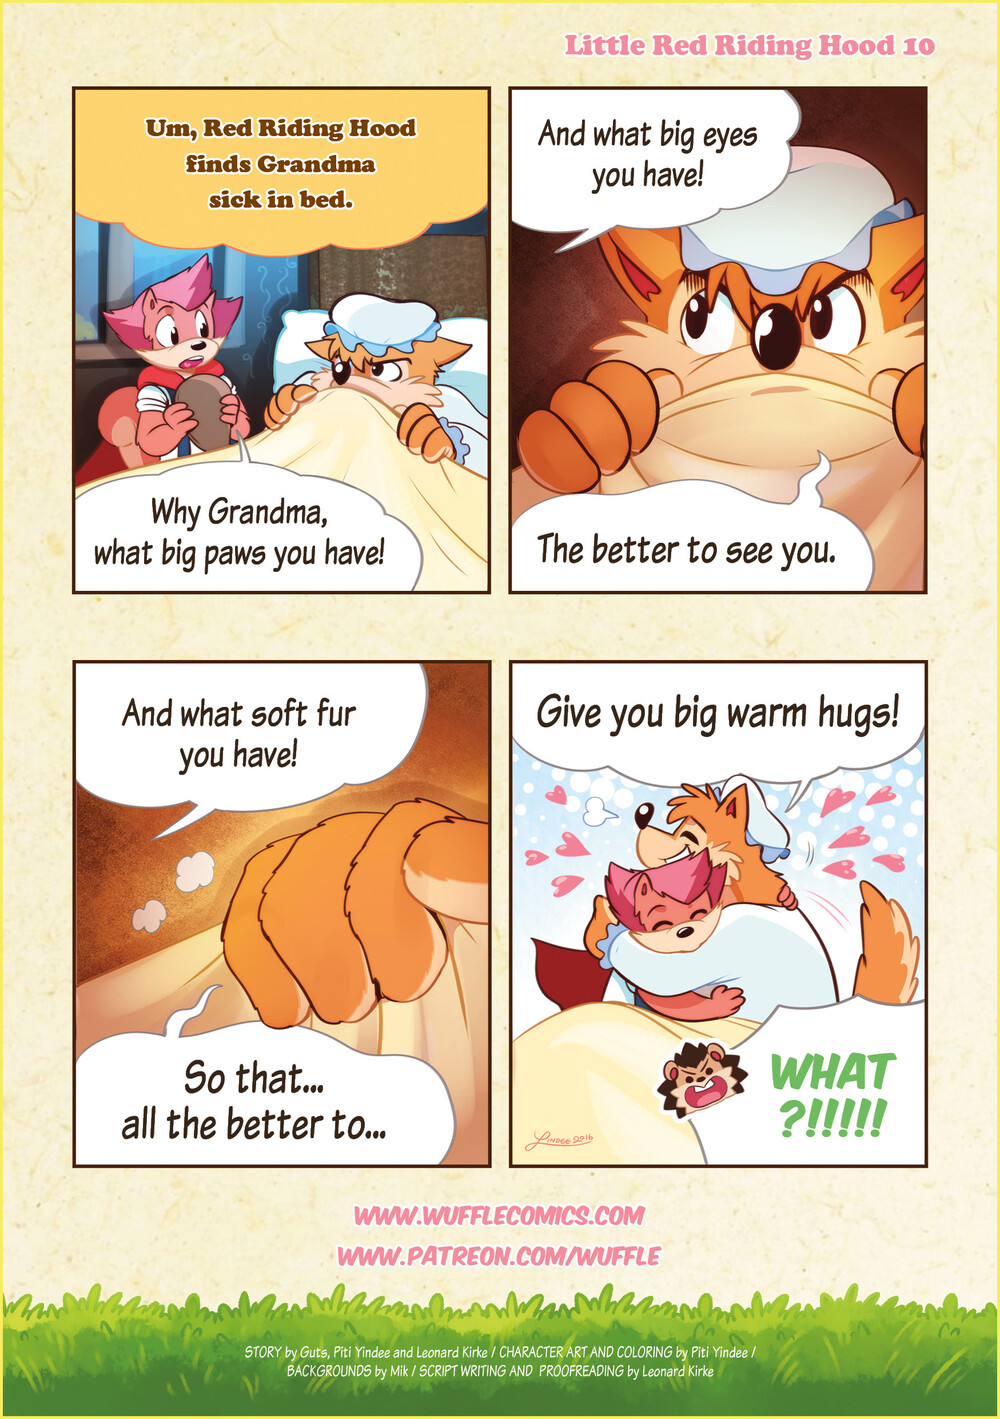 Little Red Riding Hood 10
Um, Red Riding Hood
finds Grandma
sick in bed.
Why Grandma,
what big paws you have!
And what big eyes
you have!
The better to see you.
And what soft fur
you have!
So that...
all the better to...
Give you big warm hugs!
WHAT
?!!!!!
YINDEE 2016
WWW.WUFFLECOMICS.COM
WWW.PATREON.COM/WUFFLE
STORY by Guts, Piti Yindee and Leonard Kirke / CHARACTER ART AND COLORING by Piti Yindee /
BACKGROUNDS by Mik / SCRIPT WRITING AND PROOFREADING by Leonard Kirke